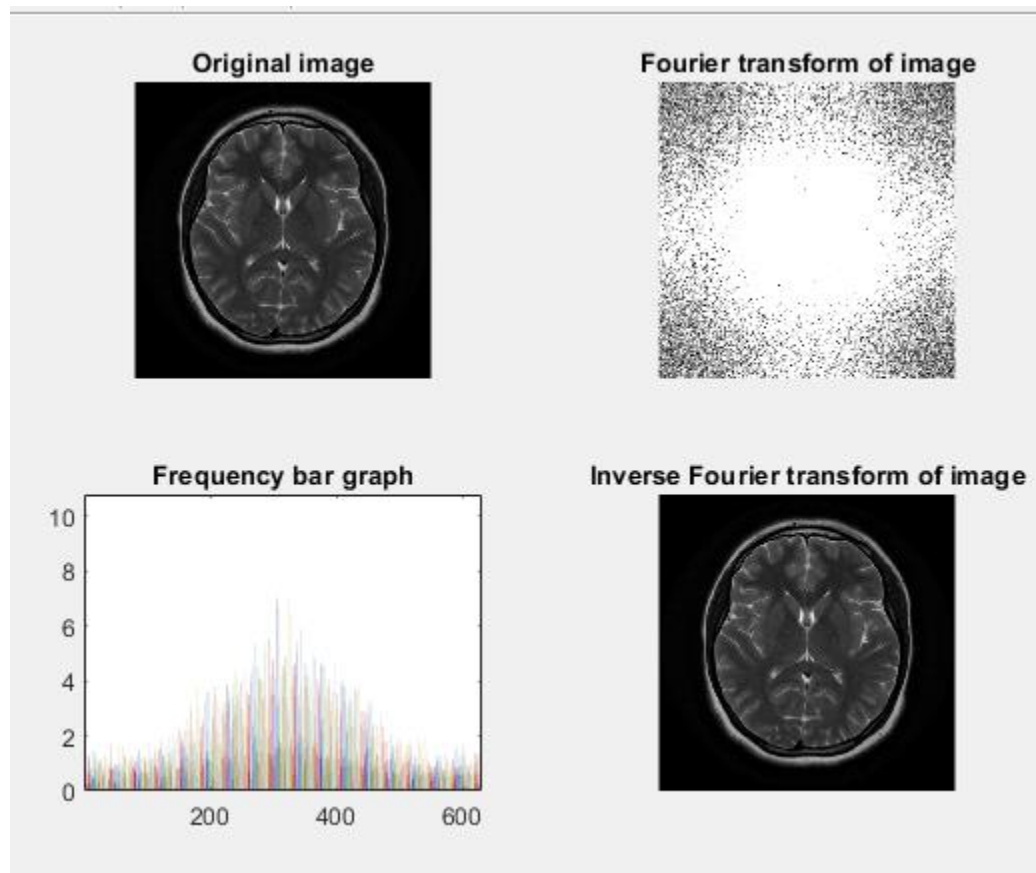 Original image
Fourier transform of image
Frequency bar graph
10
8
6
4
2
0
200
400
600
Inverse Fourier transform of image